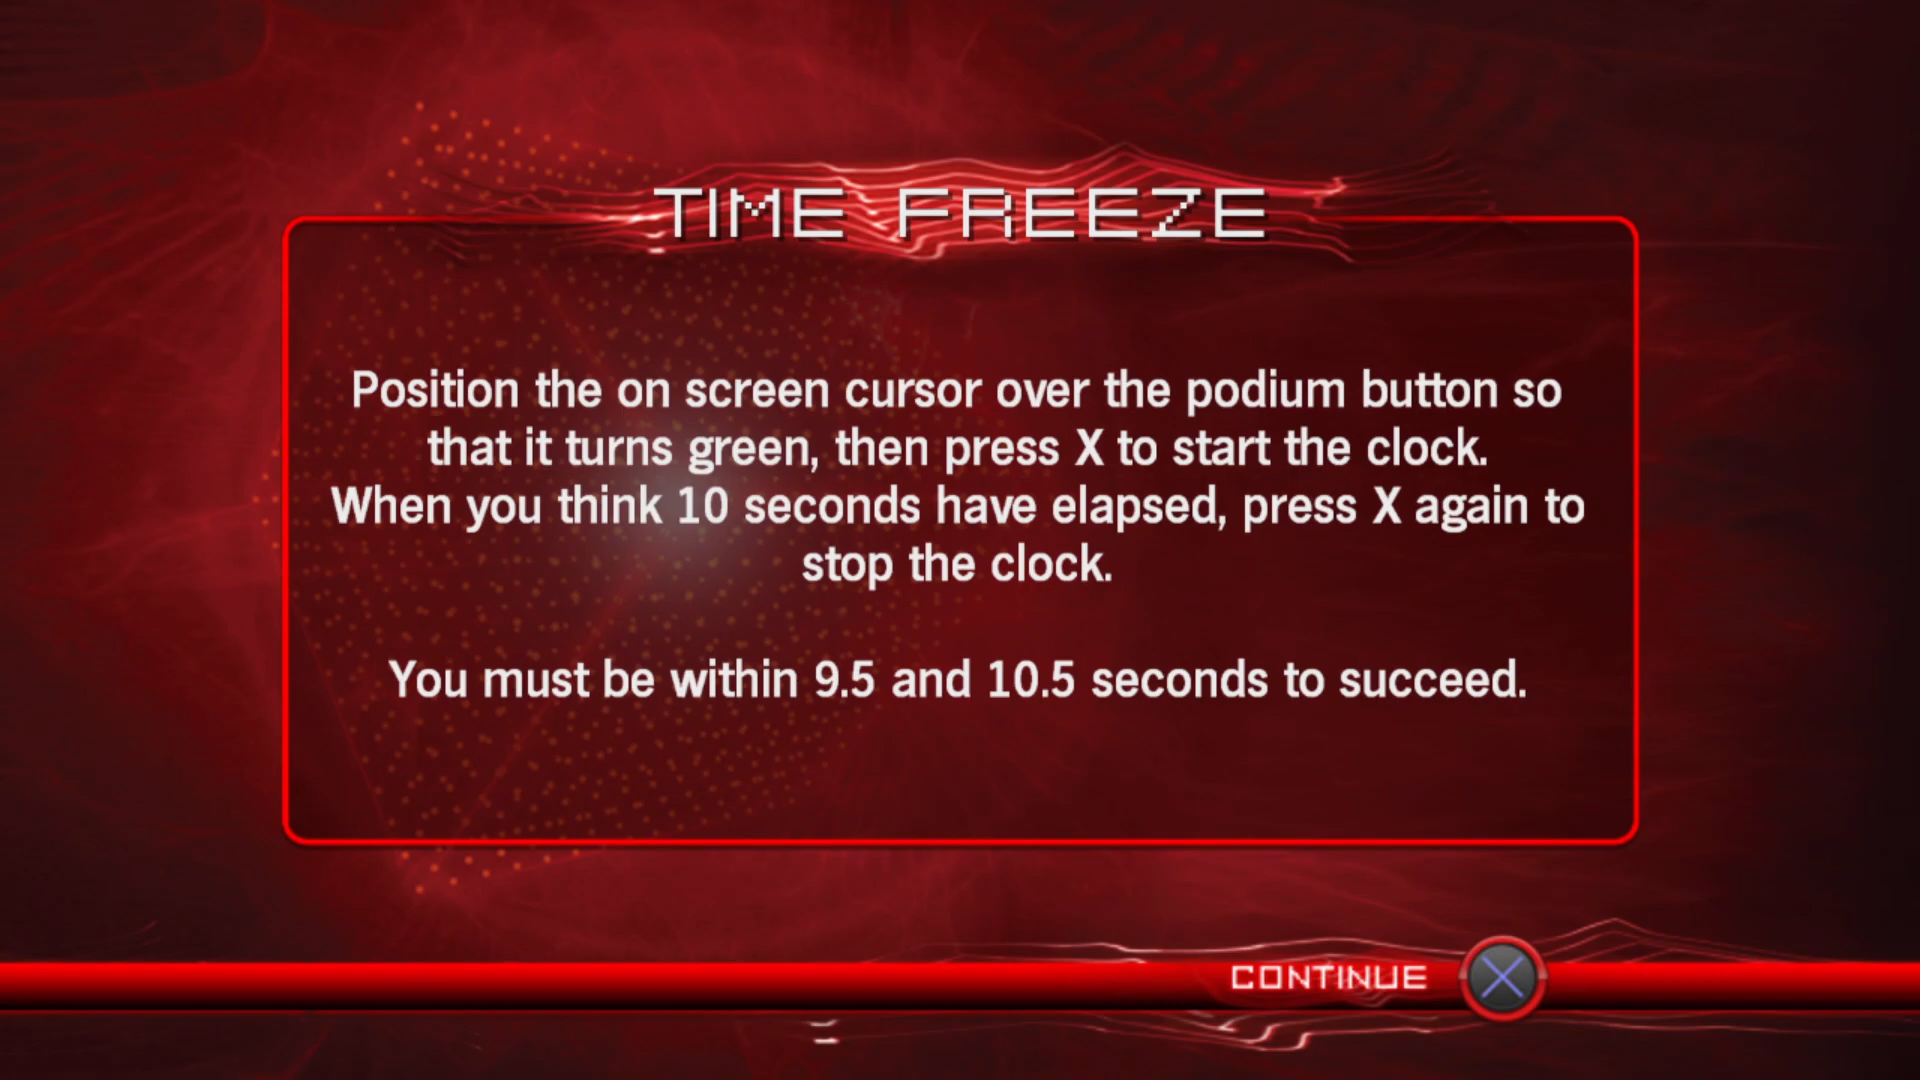 TIME FREEZE
Position the on screen cursor over the podium button so
that it turns green, then press X to start the clock.
When you think 10 seconds have elapsed, press X again to
stop the clock.
You must be within 9.5 and 10.5 seconds to succeed.
CONTINUE